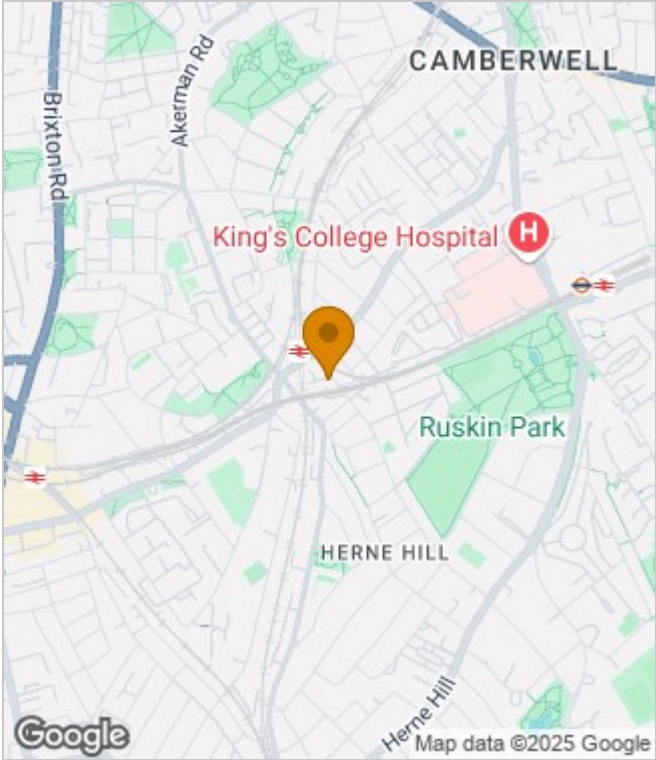 CAMBERWELL
Akerman Rd
Brixton Rd
King's College Hospital
H
Ruskin Park
HERNE HILL
Herne Hill
Google
Map data ©2025 Google